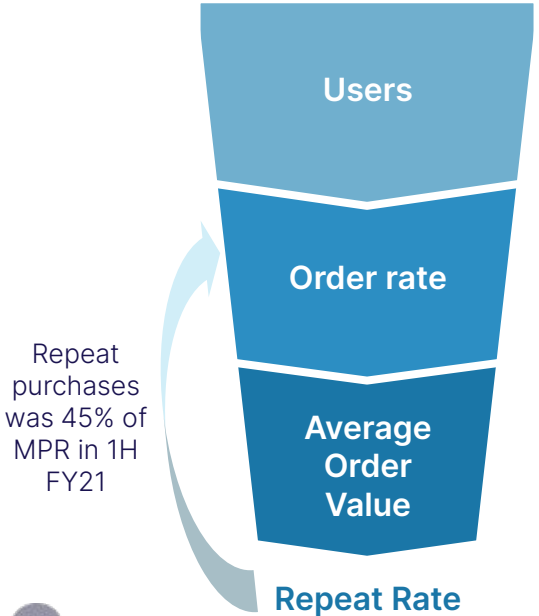 Users
Order rate
Repeat
purchases
was 45% of
MPR in 1H
FY21
Average
Order
Value
Repeat Rate